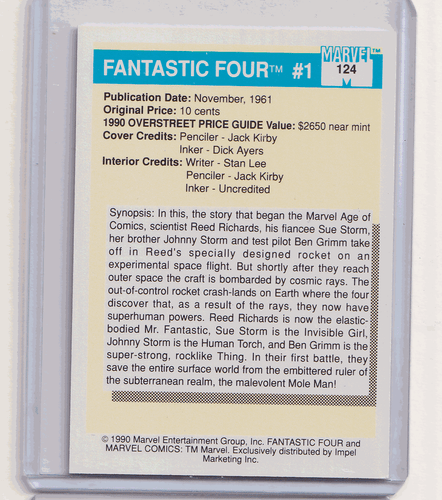 MARVEL™
FANTASTIC FOUR™ #1
124
Publication Date: November, 1961
Original Price: 10 cents
1990 OVERSTREET PRICE GUIDE Value: $2650 near mint
Cover Credits: Penciler - Jack Kirby
Inker - Dick Ayers
Interior Credits: Writer - Stan Lee
Penciler - Jack Kirby
Inker - Uncredited
Synopsis: In this, the story that began the Marvel Age of
Comics, scientist Reed Richards, his fiancee Sue Storm,
her brother Johnny Storm and test pilot Ben Grimm take
off in Reed's specially designed rocket on an
experimental space flight. But shortly after they reach
outer space the craft is bombarded by cosmic rays. The
out-of-control rocket crash-lands on Earth where the four
discover that, as a result of the rays, they now have
superhuman powers. Reed Richards is now the elastic-
bodied Mr. Fantastic, Sue Storm is the Invisible Girl,
Johnny Storm is the Human Torch, and Ben Grimm is the
super-strong, rocklike Thing. In their first battle, they
save the entire surface world from the embittered ruler of
the subterranean realm, the malevolent Mole Man!
© 1990 Marvel Entertainment Group, Inc. FANTASTIC FOUR and
MARVEL COMICS: TM Marvel. Exclusively distributed by Impel
Marketing Inc.